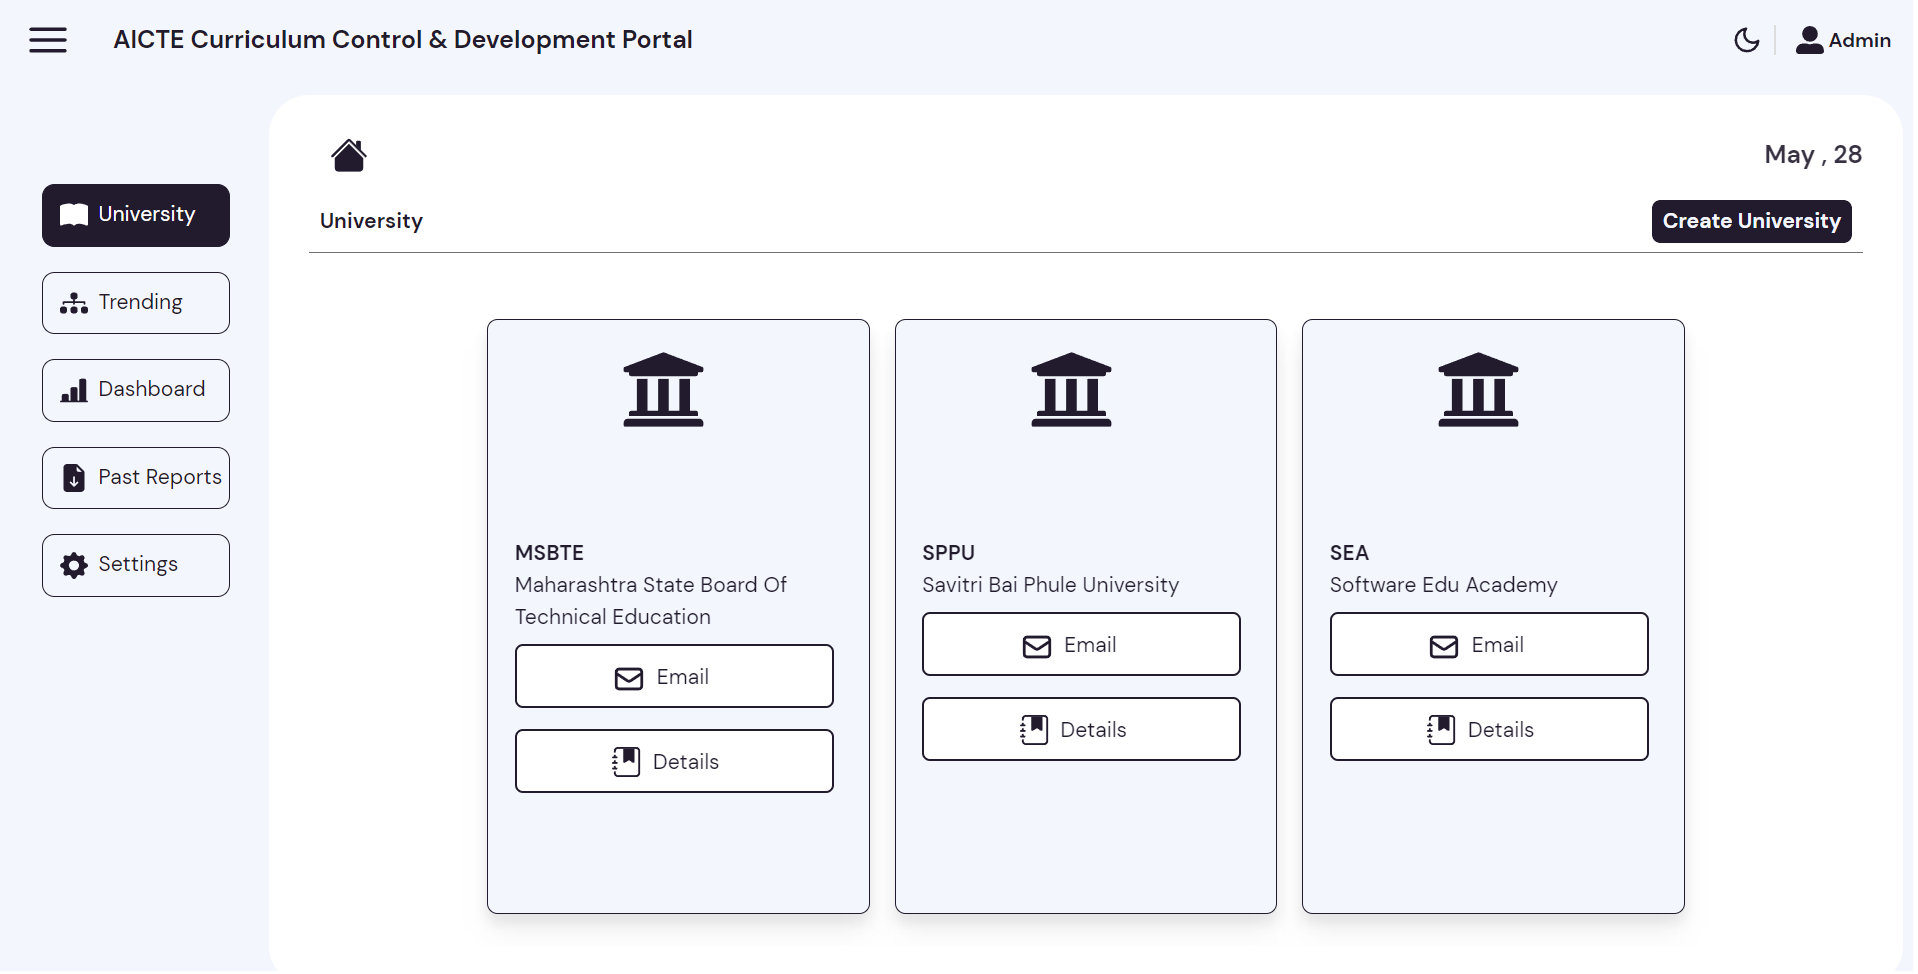 AICTE Curriculum Control & Development Portal
Admin
May , 28
University
Create University
University
Trending
Dashboard
Past Reports
Settings
MSBTE
Maharashtra State Board Of
Technical Education
Email
Details
SPPU
Savitri Bai Phule University
Email
Details
SEA
Software Edu Academy
Email
Details